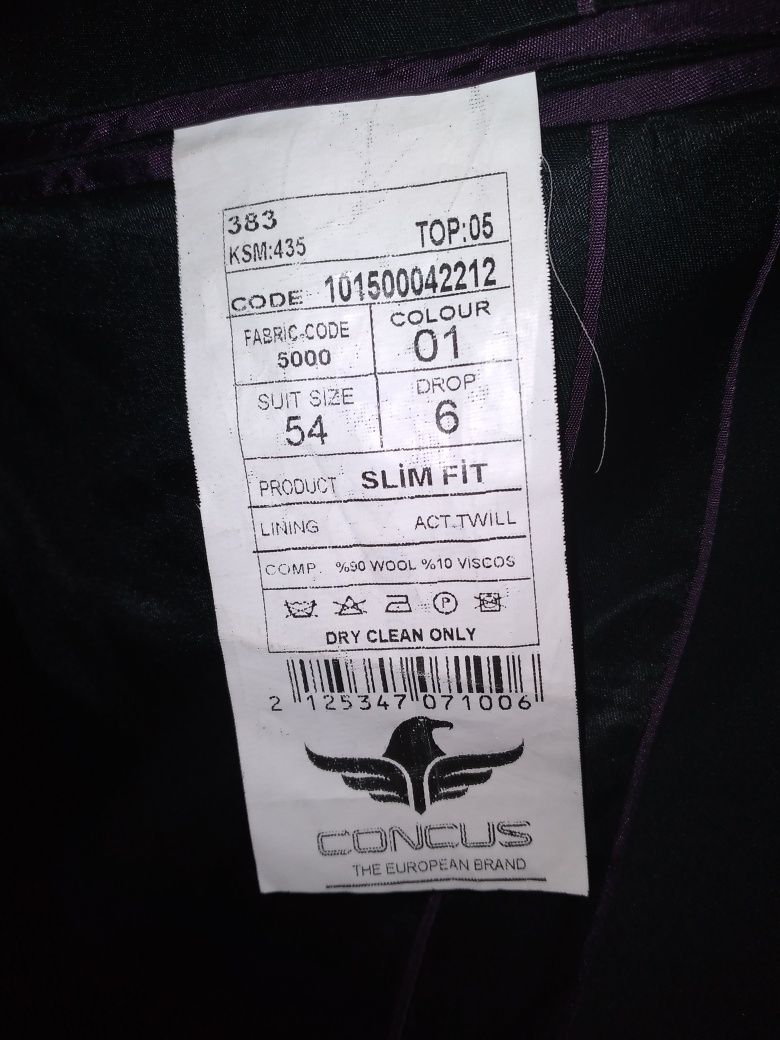 383
KSM:435 TOP:05
CODE 101500042212
FABRIC-CODE
5000
COLOUR
01
SUIT SIZE
54
DROP
6
PRODUCT SLİM FİT
LINING ACT.TWILL
COMP. %90 WOOL %10 VISCOS
P
DRY CLEAN ONLY
2 125347 071006
CONCUS
THE EUROPEAN BRAND